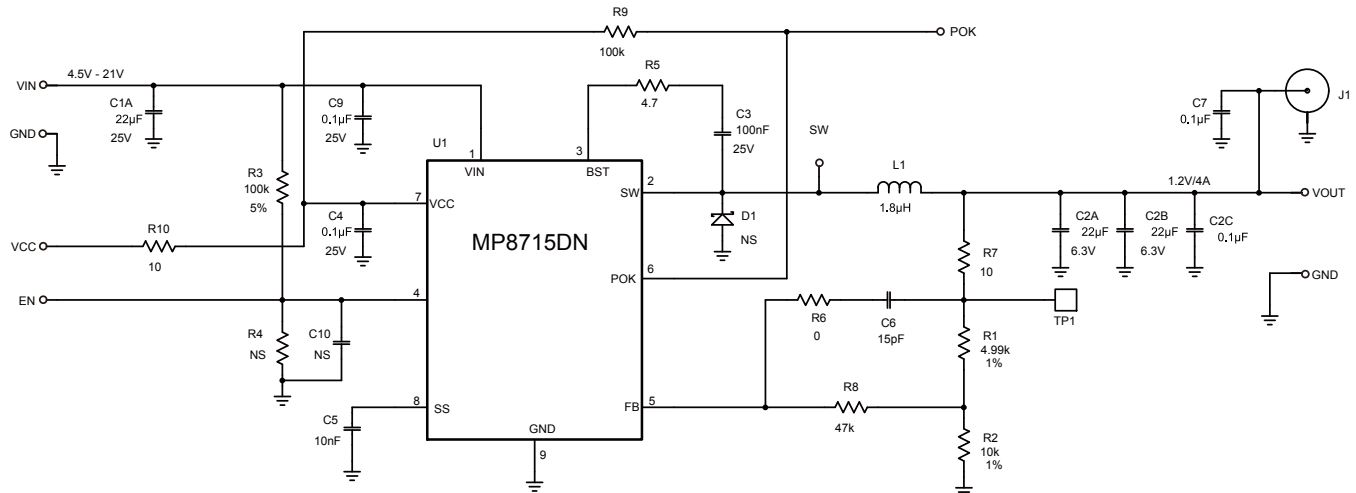 R9
100k
POK
VIN
4.5V - 21V
C1A
22µF
25V
GND
C9
0.1µF
25V
R5
4.7
C3
100nF
25V
SW
C7
0.1µF
J1
U1
1
VIN
3
BST
R3
100k
5%
7
VCC
C4
0.1µF
25V
SW
2
L1
1.8µH
1.2V/4A
VOUT
MP8715DN
D1
NS
C2A
22µF
6.3V
C2B
22µF
6.3V
C2C
0.1µF
VCC
R10
10
R7
10
POK
6
GND
EN
4
R4
NS
C10
NS
R6
0
C6
15pF
TP1
R1
4.99k
1%
C5
10nF
8
SS
FB
5
R8
47k
GND
9
R2
10k
1%